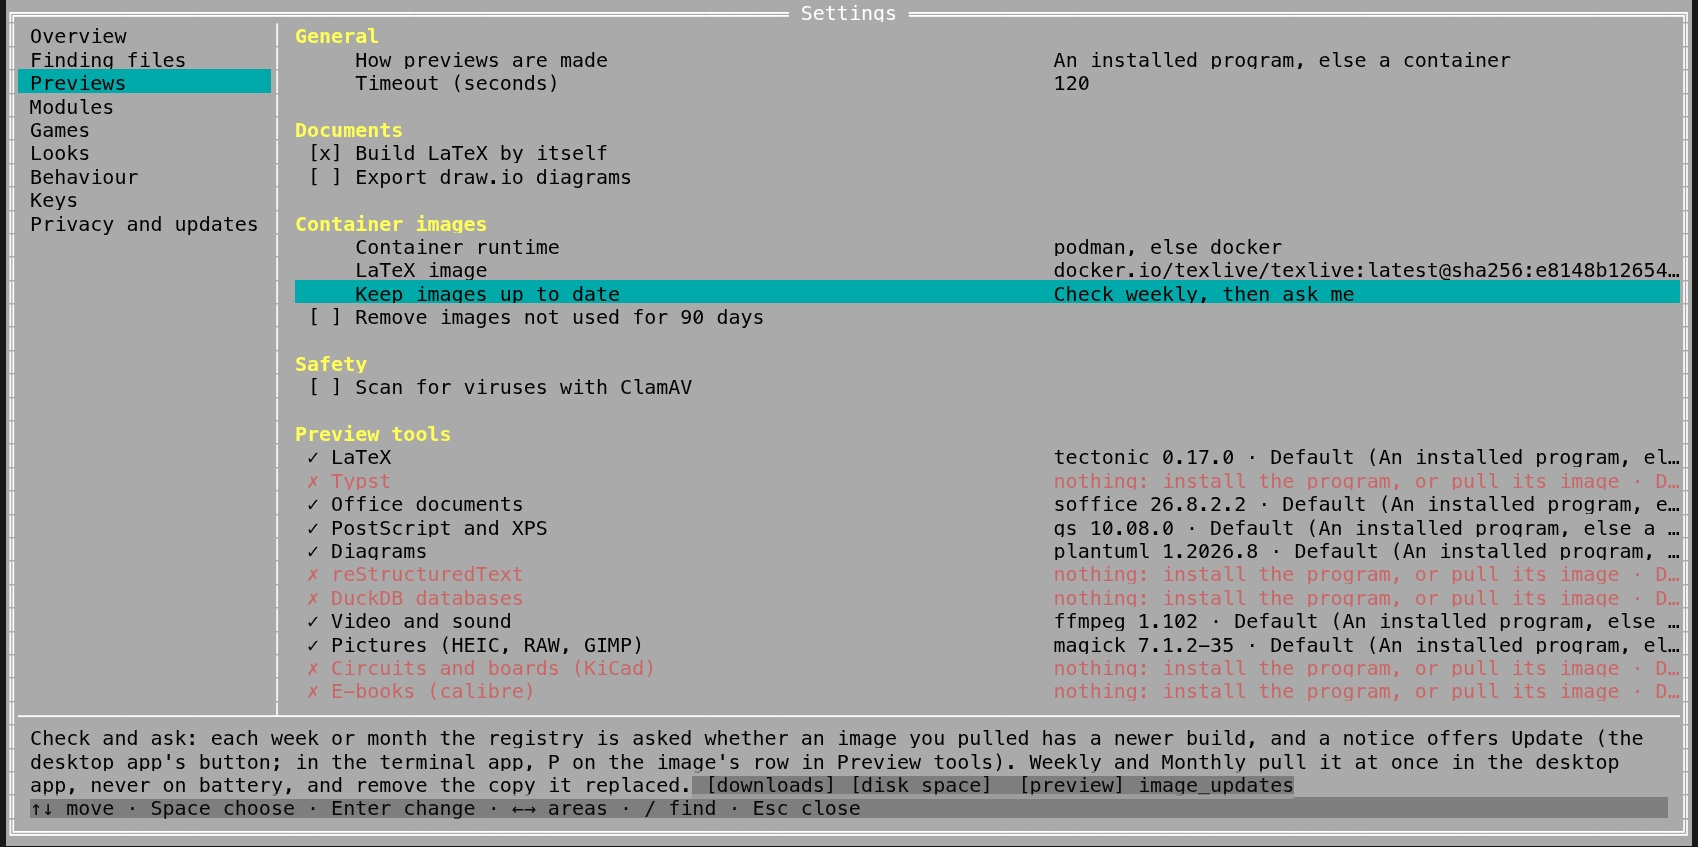 Settings
Overview
Finding files
Previews
Modules
Games
Looks
Behaviour
Keys
Privacy and updates
General
How previews are made An installed program, else a container
Timeout (seconds) 120
Documents
[x] Build LaTeX by itself
[ ] Export draw.io diagrams
Container images
Container runtime podman, else docker
LaTeX image docker.io/texlive/texlive:latest@sha256:e8148b12654…
Keep images up to date Check weekly, then ask me
[ ] Remove images not used for 90 days
Safety
[ ] Scan for viruses with ClamAV
Preview tools
✓ LaTeX tectonic 0.17.0 · Default (An installed program, el…
✗ Typst nothing: install the program, or pull its image · D…
✓ Office documents soffice 26.8.2.2 · Default (An installed program, e…
✓ PostScript and XPS gs 10.08.0 · Default (An installed program, else a …
✓ Diagrams plantuml 1.2026.8 · Default (An installed program, …
✗ reStructuredText nothing: install the program, or pull its image · D…
✗ DuckDB databases nothing: install the program, or pull its image · D…
✓ Video and sound ffmpeg 1.102 · Default (An installed program, else …
✓ Pictures (HEIC, RAW, GIMP) magick 7.1.2-35 · Default (An installed program, el…
✗ Circuits and boards (KiCad) nothing: install the program, or pull its image · D…
✗ E-books (calibre) nothing: install the program, or pull its image · D…
Check and ask: each week or month the registry is asked whether an image you pulled has a newer build, and a notice offers Update (the
desktop app's button; in the terminal app, P on the image's row in Preview tools). Weekly and Monthly pull it at once in the desktop
app, never on battery, and remove the copy it replaced. [downloads] [disk space] [preview] image_updates
↑↓ move · Space choose · Enter change · ←→ areas · / find · Esc close